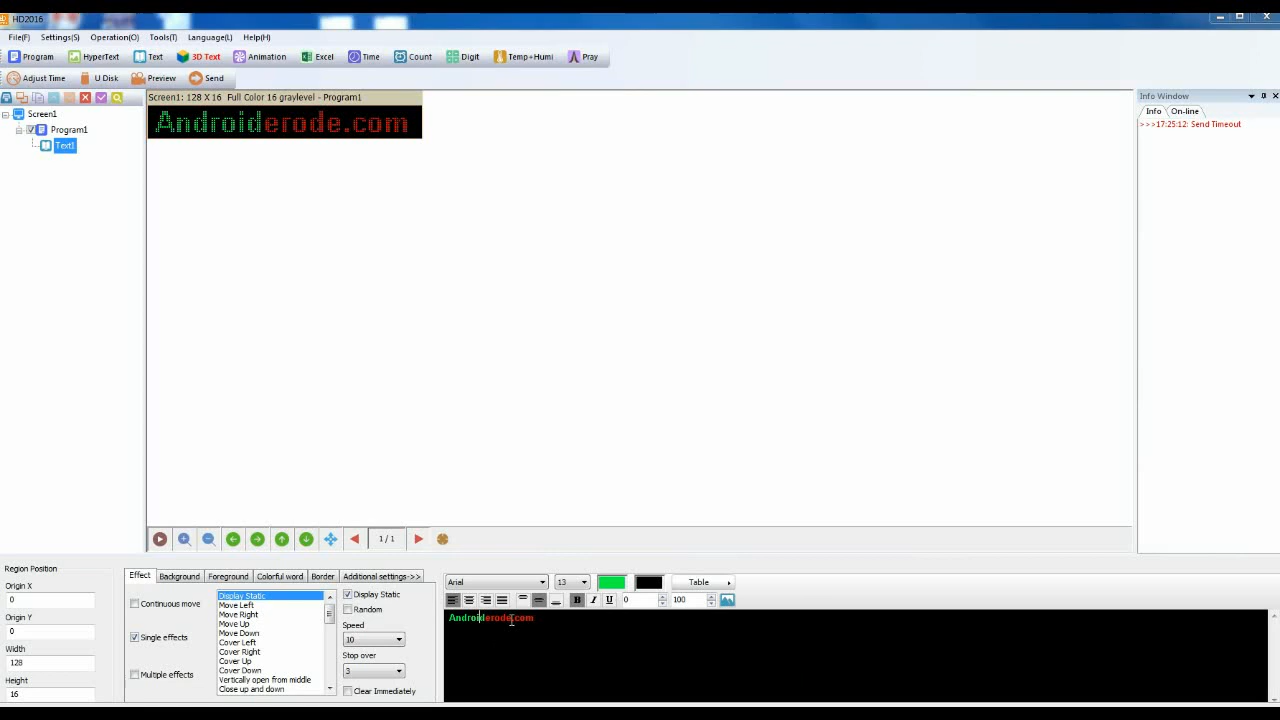 HD2016
File(F) Settings(S) Operation(O) Tools(T) Language(L) Help(H)
Program HyperText Text 3D Text Animation Excel Time Count Digit Temp+Humi Pray
Adjust Time U Disk Preview Send
Screen1
Program1
Text1
Screen1: 128 X 16 Full Color 16 graylevel - Program1
Androiderode.com
Info Window
Info On-line
>>>17:25:12: Send Timeout
1 / 1
Region Position
Origin X
0
Origin Y
0
Width
128
Height
16
Effect Background Foreground Colorful word Border Additional settings->>
Continuous move
Single effects
Multiple effects
Display Static
Move Left
Move Right
Move Up
Move Down
Cover Left
Cover Right
Cover Up
Cover Down
Vertically open from middle
Close up and down
Display Static
Random
Speed
10
Stop over
3
Clear Immediately
Arial 13 Table
B I U 0 100
Androiderode.com